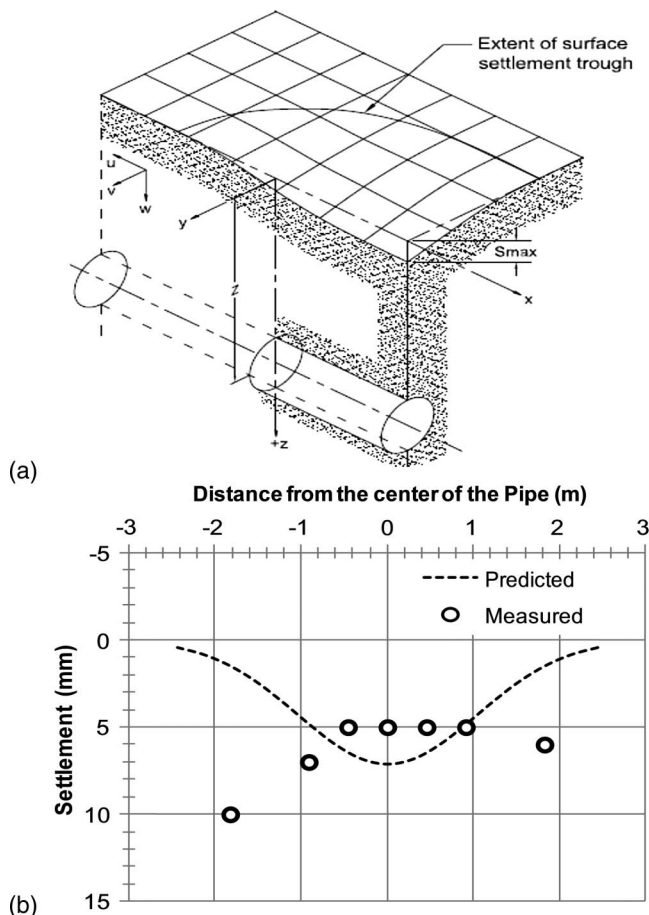 Extent of surface
settlement trough
u
v
w
y
z
Smax
x
+z
(a)
Distance from the center of the Pipe (m)
-3 -2 -1 0 1 2 3
-5
Predicted
Measured
0
5
10
15
Settlement (mm)
(b)